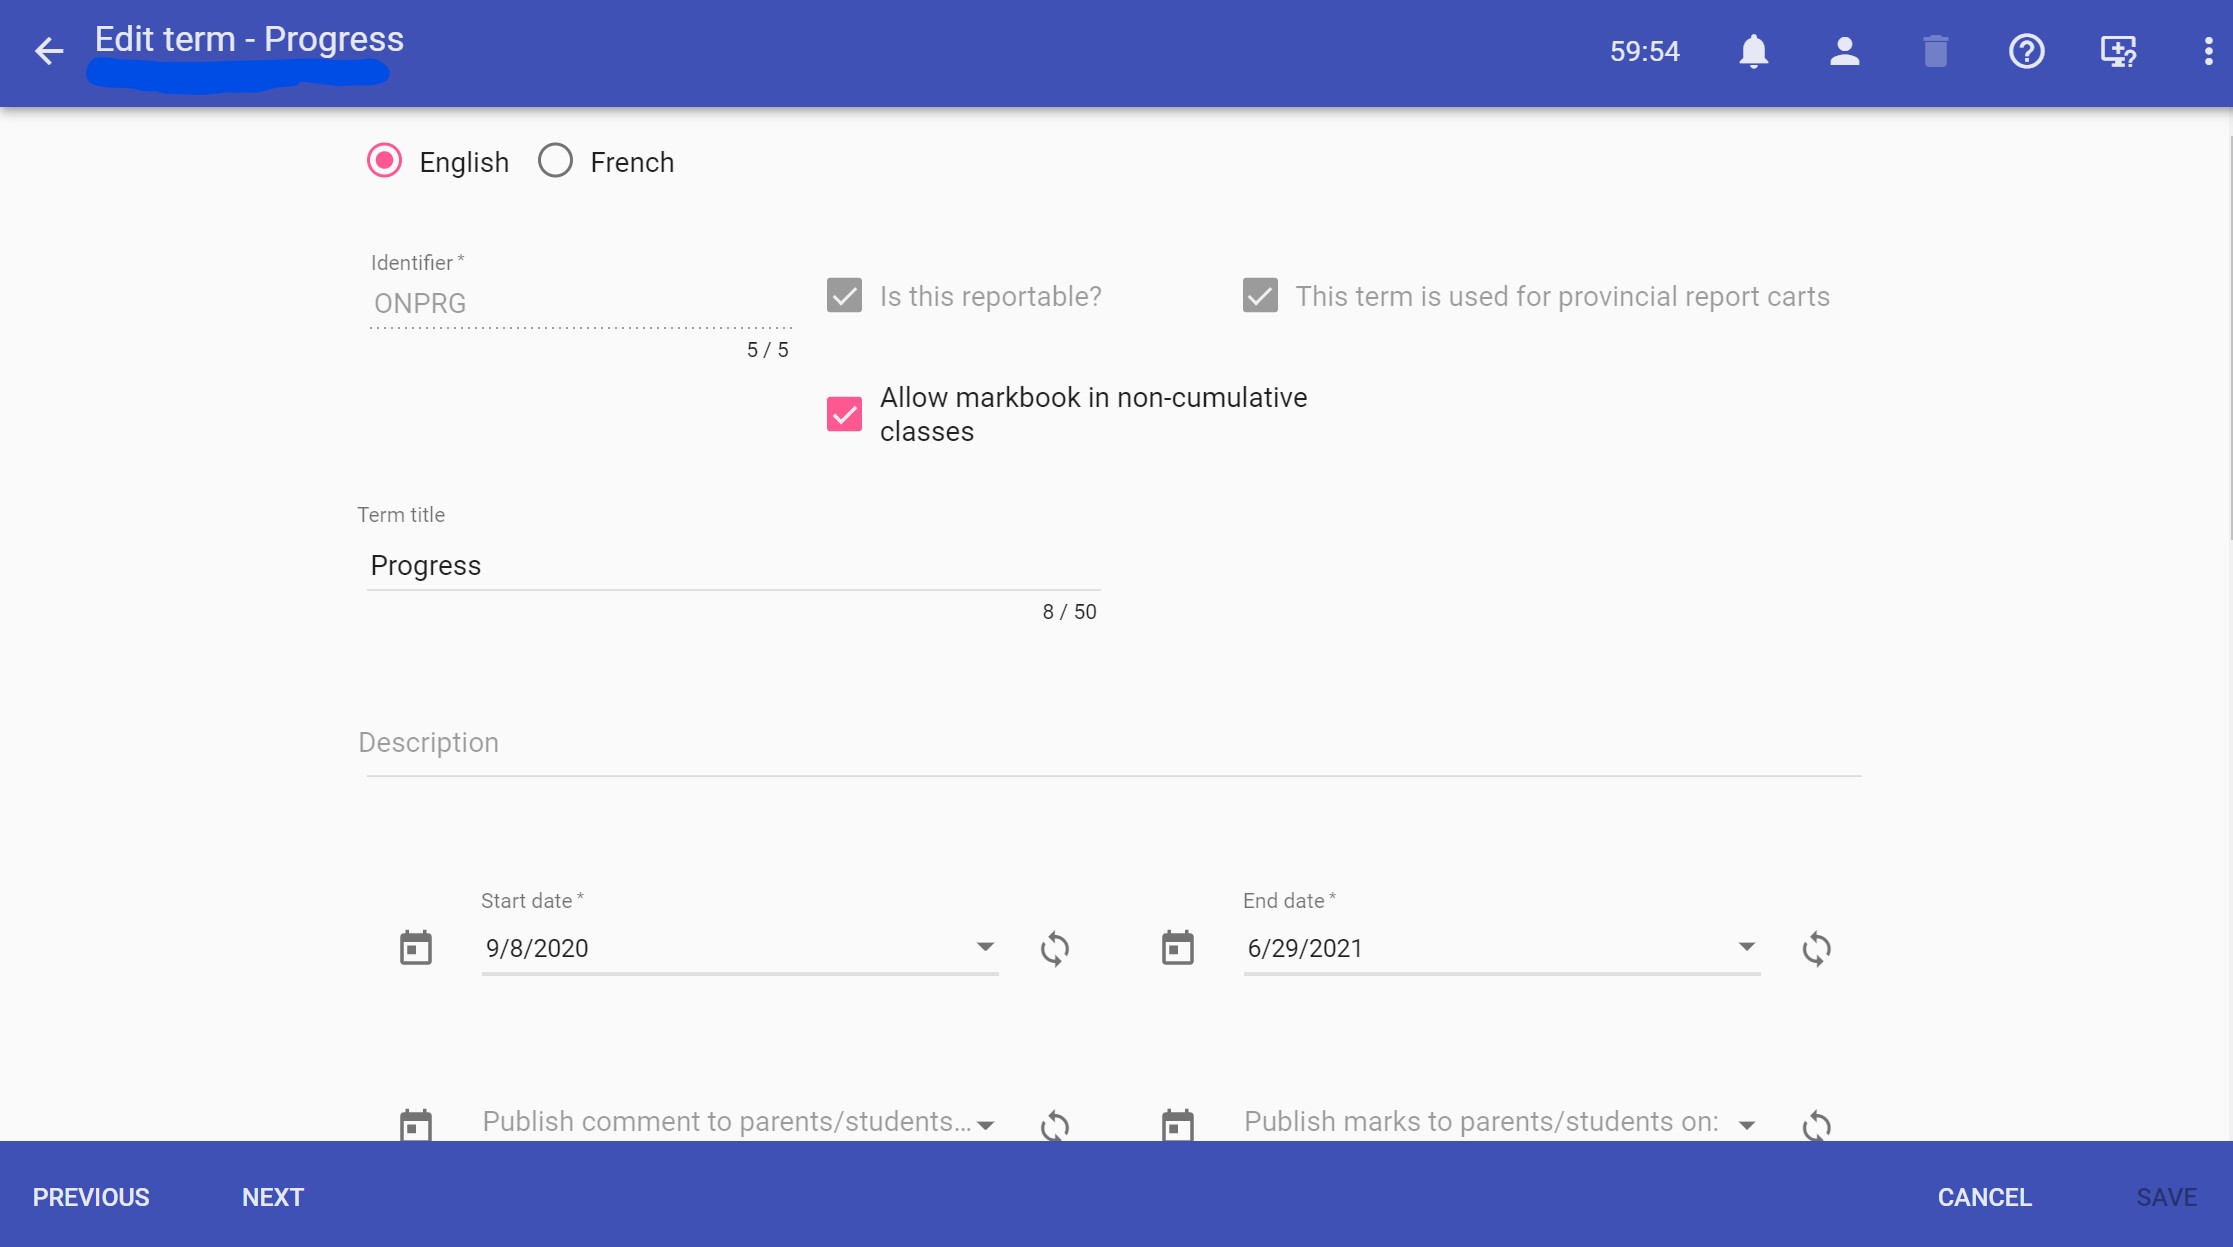 Edit term - Progress
59:54
English
French
Identifier *
ONPRG
5 / 5
Is this reportable?
This term is used for provincial report carts
Allow markbook in non-cumulative
classes
Term title
Progress
8 / 50
Description
Start date *
9/8/2020
End date *
6/29/2021
Publish comment to parents/students...
Publish marks to parents/students on:
PREVIOUS
NEXT
CANCEL
SAVE